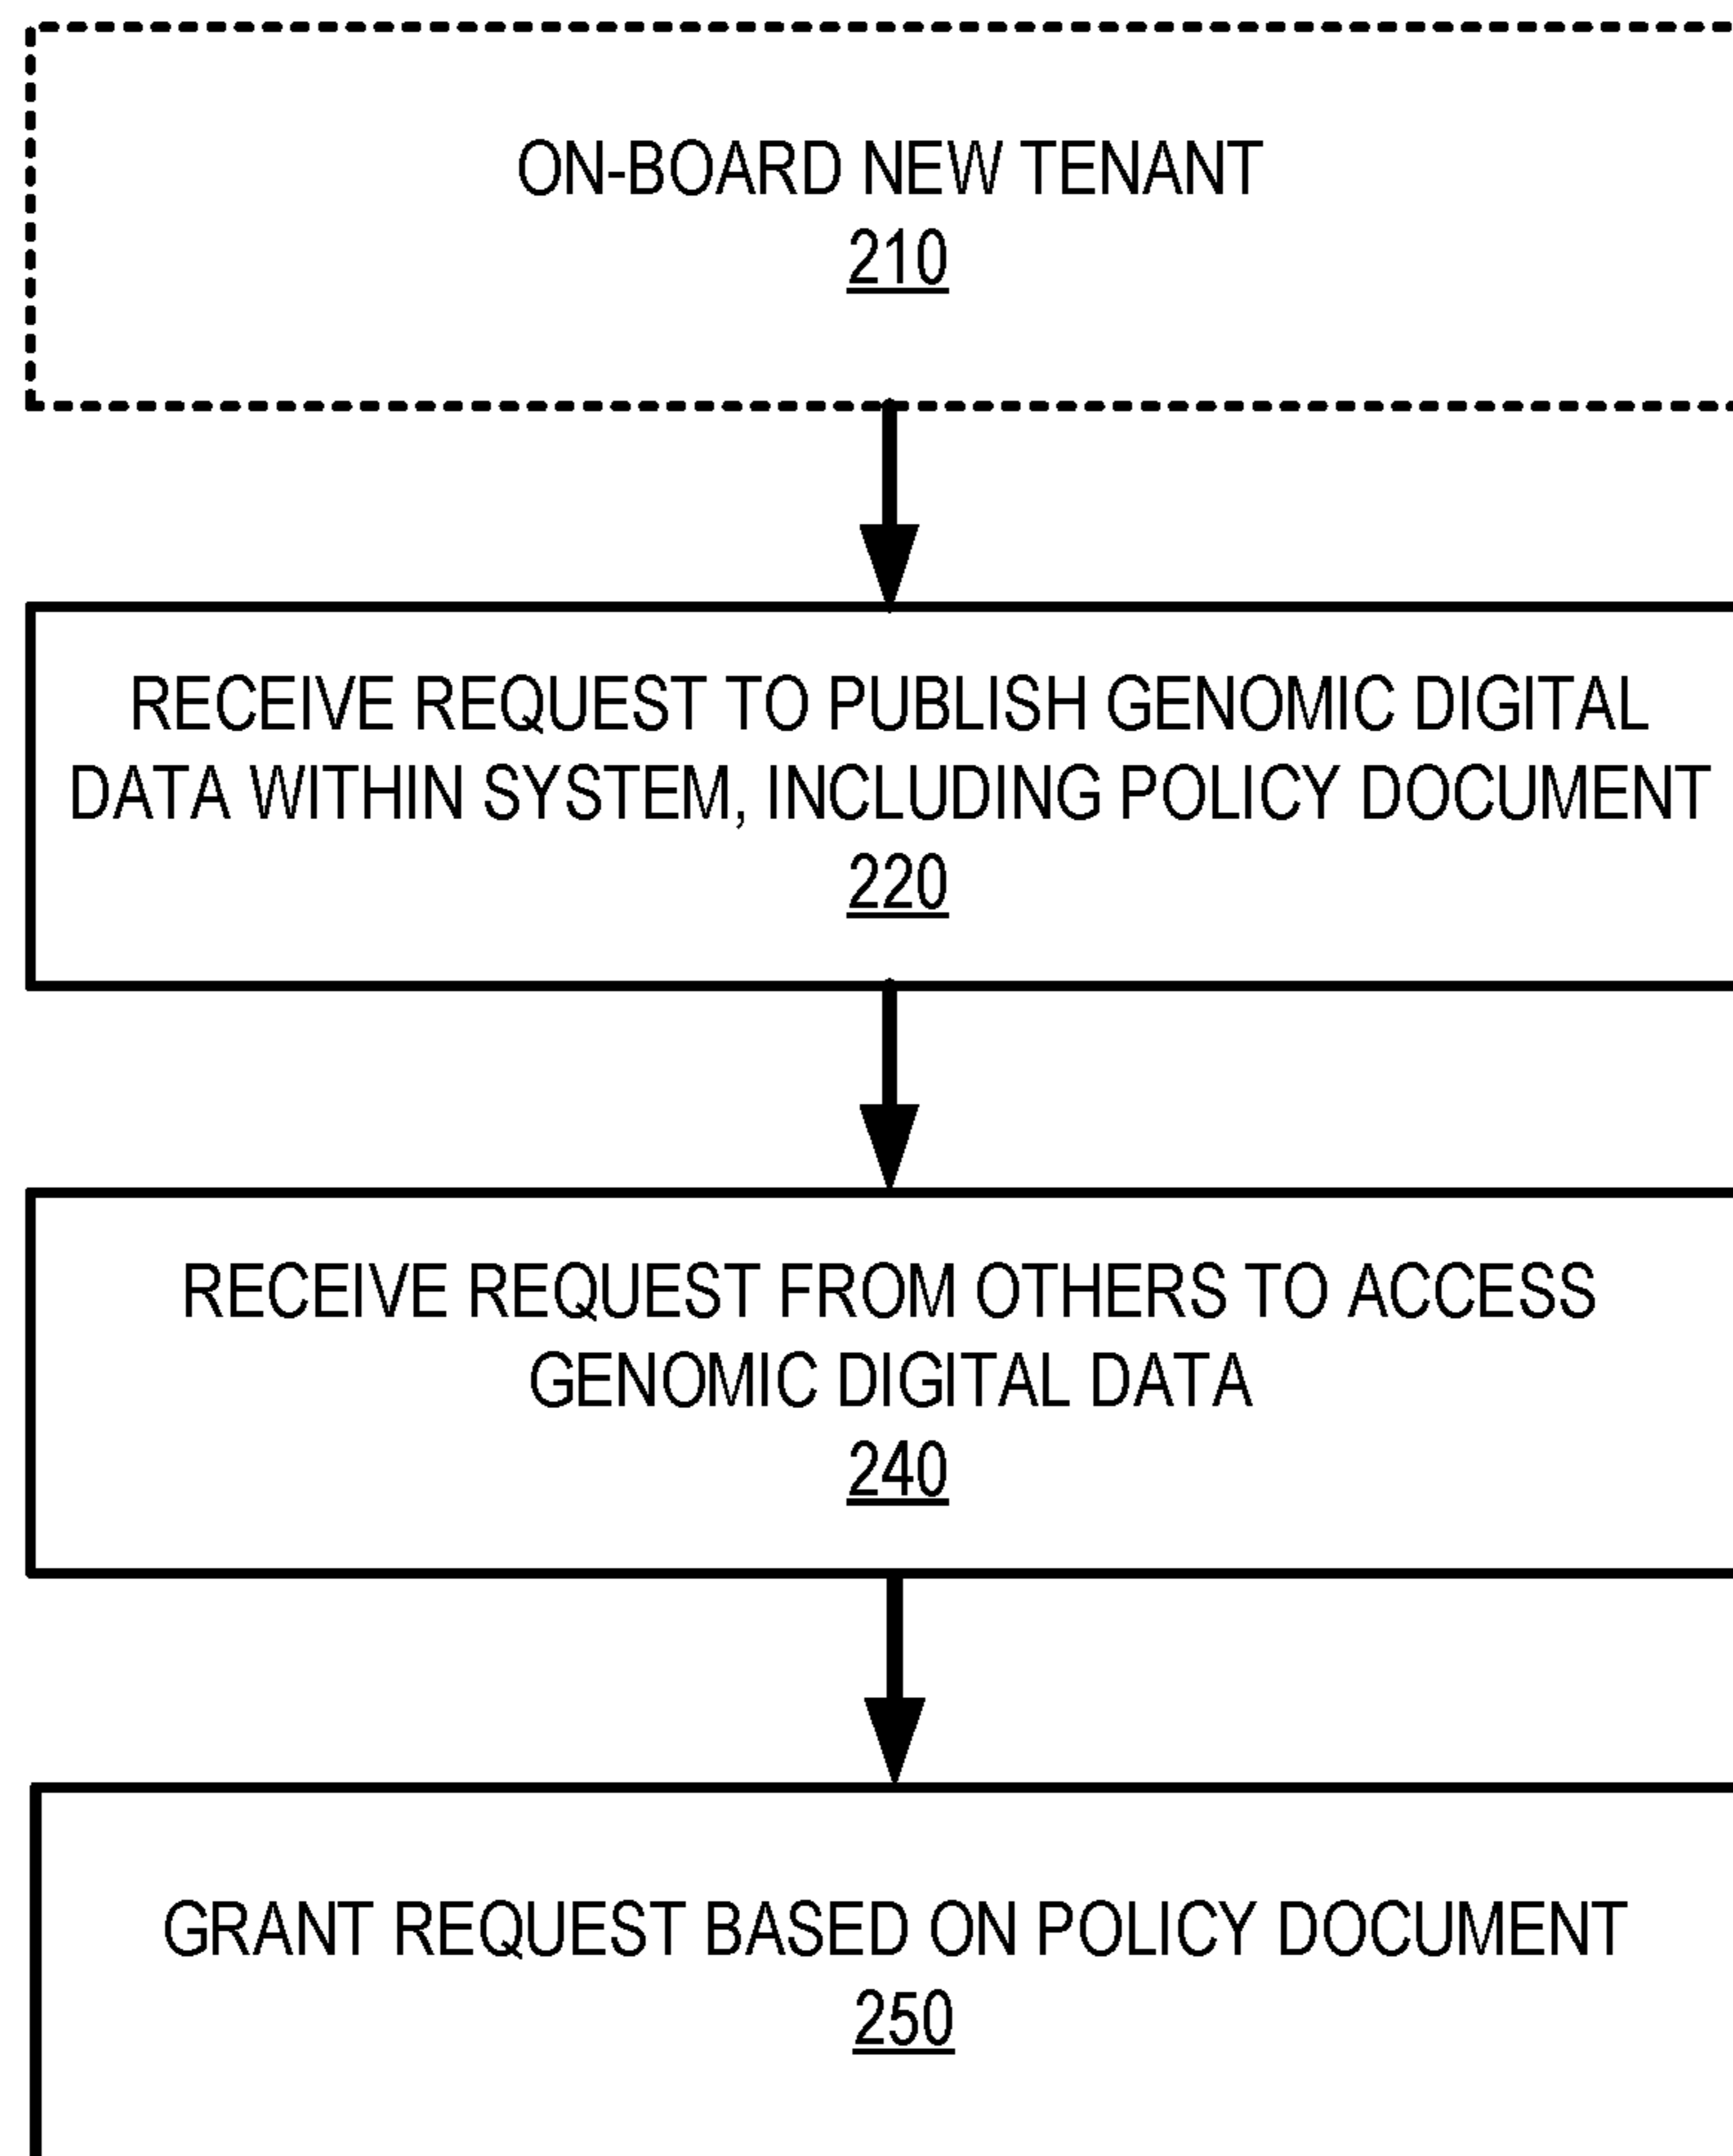 ON-BOARD NEW TENANT
210
RECEIVE REQUEST TO PUBLISH GENOMIC DIGITAL
DATA WITHIN SYSTEM, INCLUDING POLICY DOCUMENT
220
RECEIVE REQUEST FROM OTHERS TO ACCESS
GENOMIC DIGITAL DATA
240
GRANT REQUEST BASED ON POLICY DOCUMENT
250